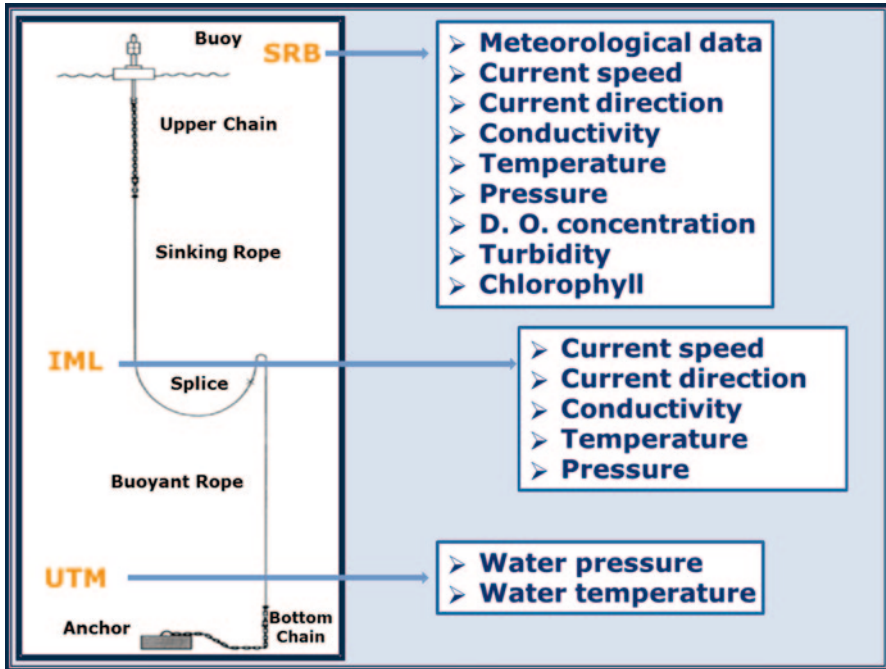 Buoy
SRB
Upper Chain
Sinking Rope
IML
Splice
Buoyant Rope
UTM
Anchor
Bottom
Chain
➢ Meteorological data
➢ Current speed
➢ Current direction
➢ Conductivity
➢ Temperature
➢ Pressure
➢ D. O. concentration
➢ Turbidity
➢ Chlorophyll
➢ Current speed
➢ Current direction
➢ Conductivity
➢ Temperature
➢ Pressure
➢ Water pressure
➢ Water temperature